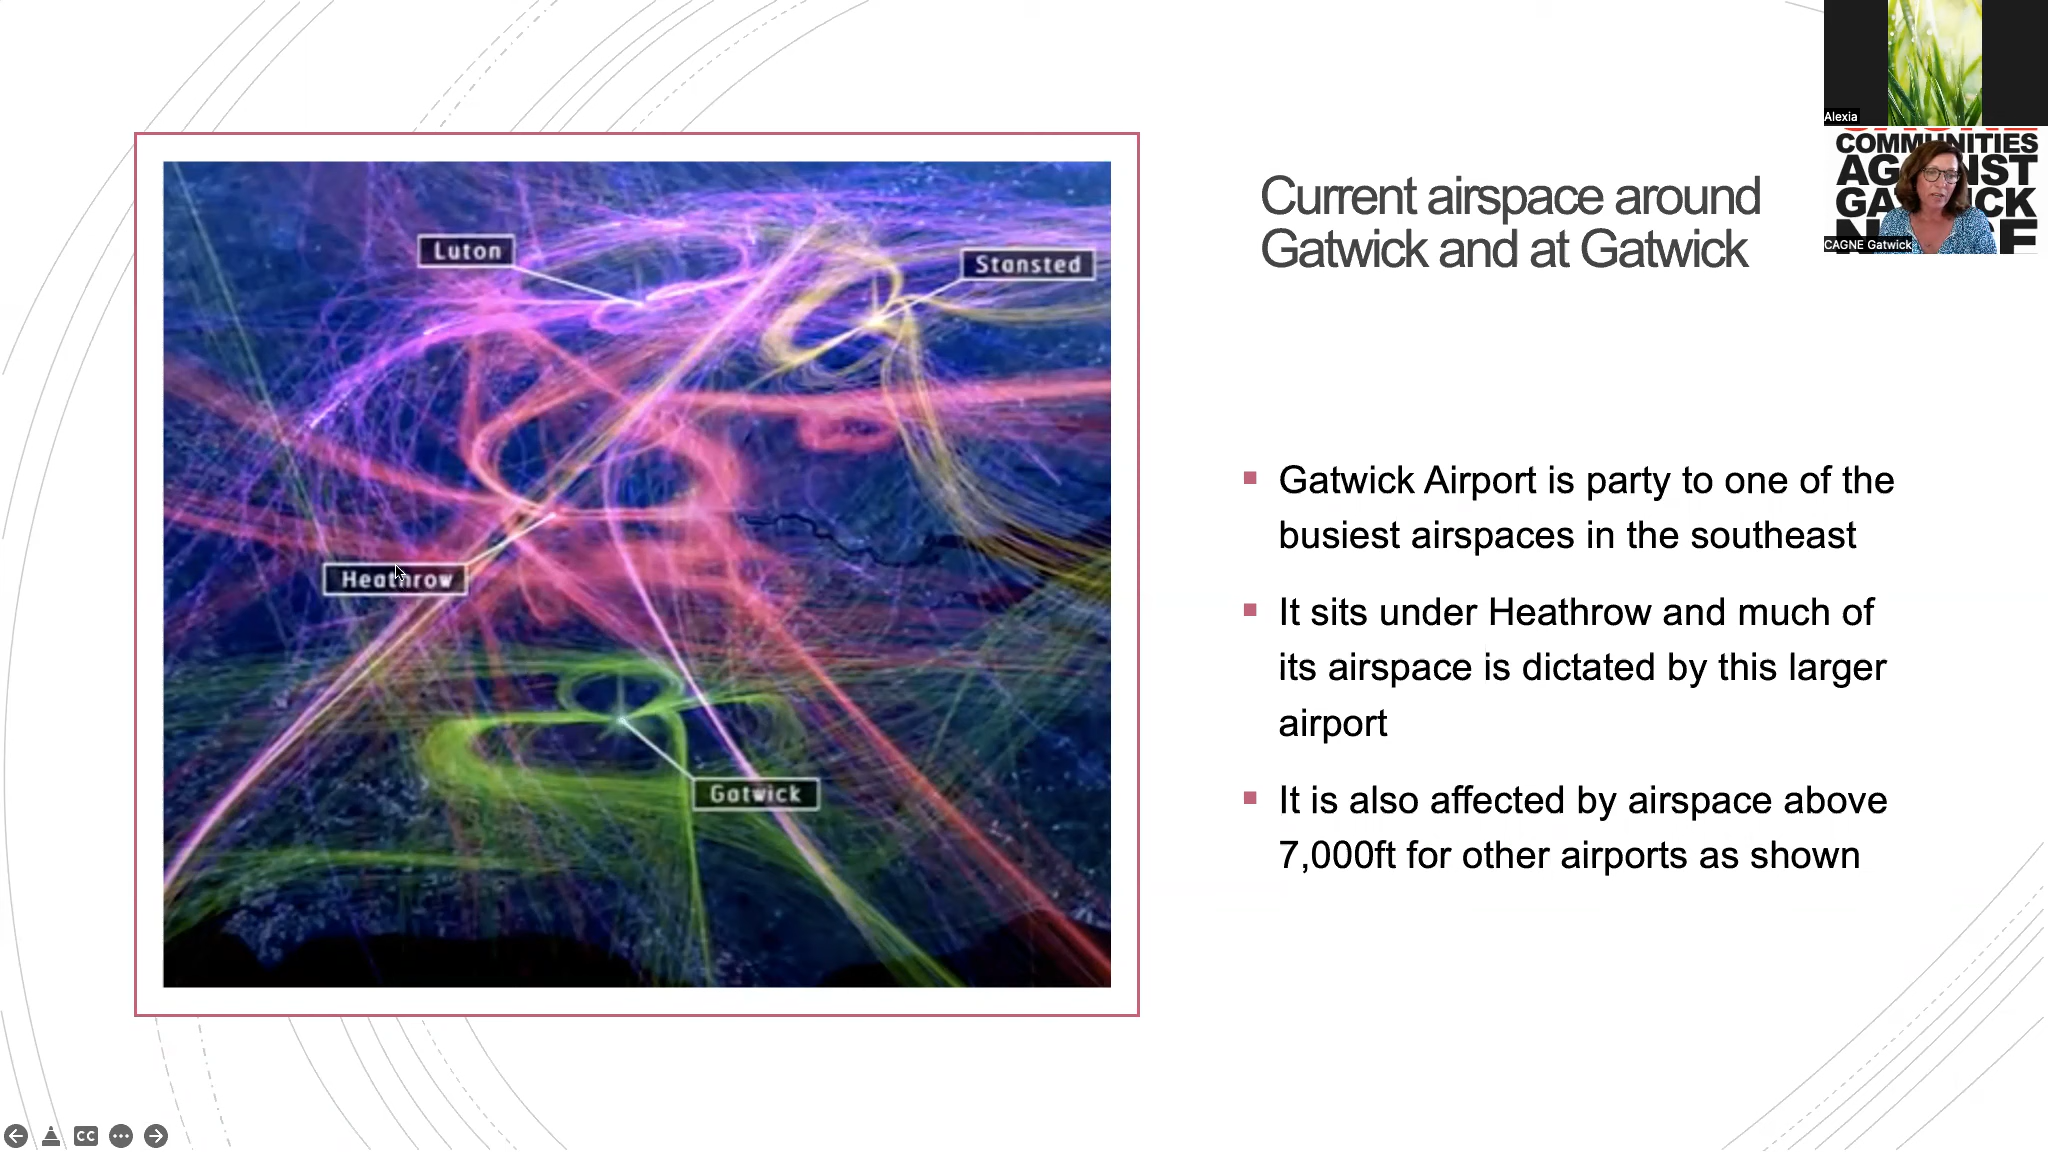 Luton
Stansted
Heathrow
Gatwick
Current airspace around
Gatwick and at Gatwick
Gatwick Airport is party to one of the
busiest airspaces in the southeast
It sits under Heathrow and much of
its airspace is dictated by this larger
airport
It is also affected by airspace above
7,000ft for other airports as shown
Alexia
COMMUNITIES
AGAINST
GATWICK
CAGNE Gatwick
CC